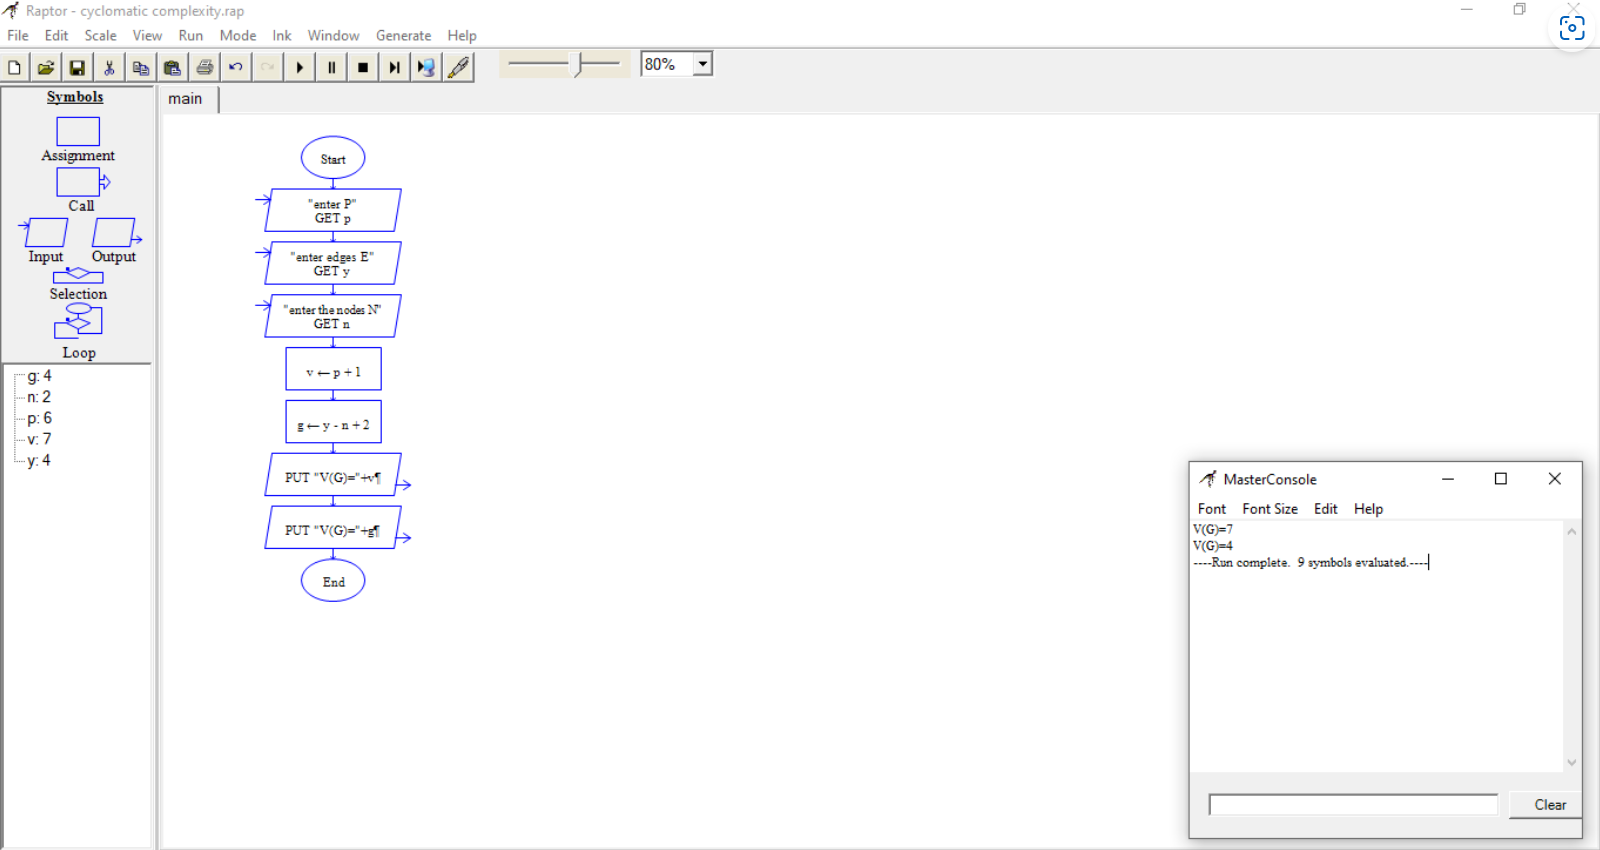 Raptor - cyclomatic complexity.rap
File Edit Scale View Run Mode Ink Window Generate Help
80%
Symbols
Assignment
Call
Input Output
Selection
Loop
g: 4
n: 2
p: 6
v: 7
y: 4
main
Start
"enter P"
GET p
"enter edges E"
GET y
"enter the nodes N"
GET n
v ← p + 1
g ← y - n + 2
PUT "V(G)="+v¶
PUT "V(G)="+g¶
End
MasterConsole
Font Font Size Edit Help
V(G)=7
V(G)=4
----Run complete.  9 symbols evaluated.----
Clear